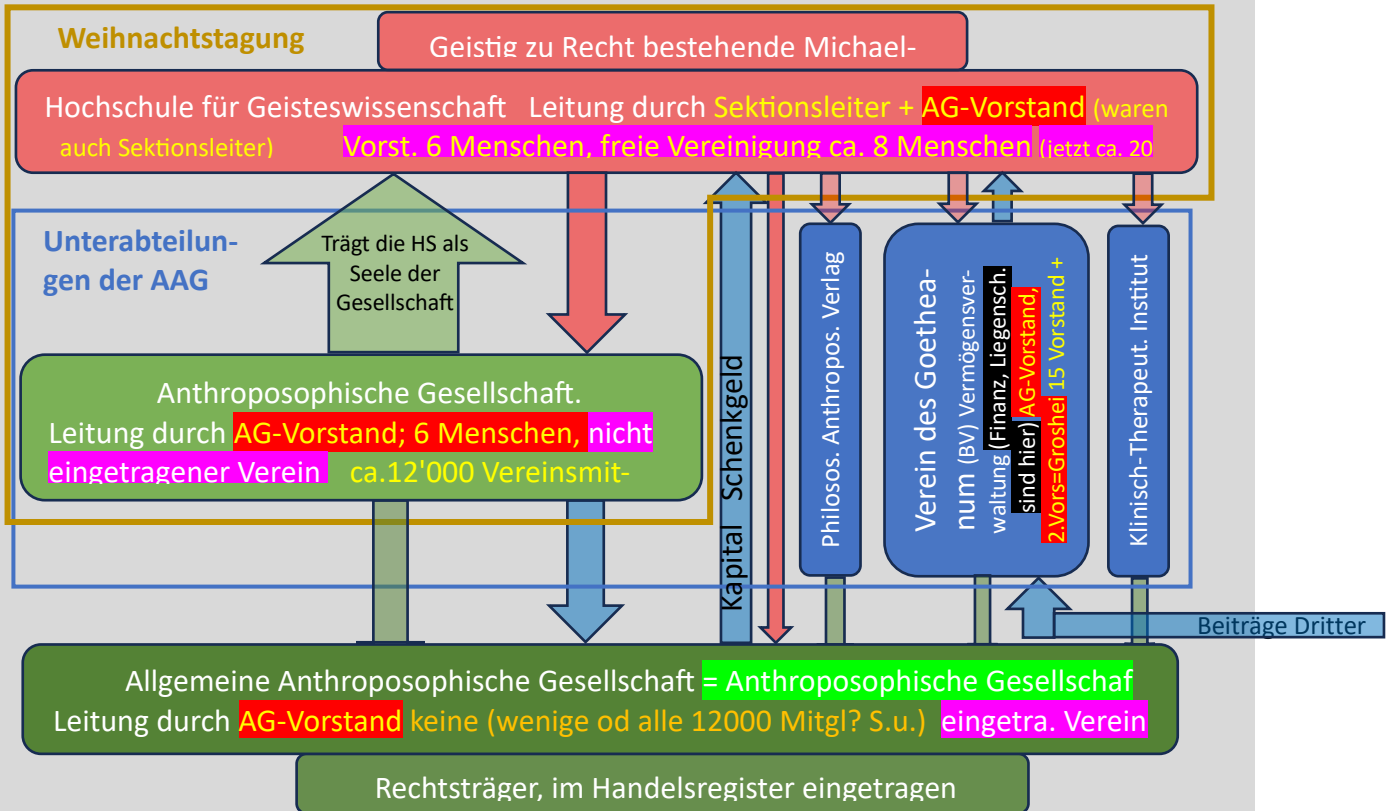 Weihnachtstagung
Geistig zu Recht bestehende Michael-
Hochschule für Geisteswissenschaft Leitung durch Sektionsleiter + AG-Vorstand (waren
auch Sektionsleiter) Vorst. 6 Menschen, freie Vereinigung ca. 8 Menschen (jetzt ca. 20
Unterabteilun-
gen der AAG
Trägt die HS als
Seele der
Gesellschaft
Anthroposophische Gesellschaft.
Leitung durch AG-Vorstand; 6 Menschen, nicht
eingetragener Verein ca.12'000 Vereinsmit-
Kapital Schenkgeld
Philosos. Anthropos. Verlag
Verein des Goethea-
num (BV) Vermögensver-
waltung (Finanz, Liegensch.
sind hier) AG-Vorstand,
2.Vors=Groshei 15 Vorstand +
Klinisch-Therapeut. Institut
Beiträge Dritter
Allgemeine Anthroposophische Gesellschaft = Anthroposophische Gesellschaf
Leitung durch AG-Vorstand keine (wenige od alle 12000 Mitgl? S.u.) eingetra. Verein
Rechtsträger, im Handelsregister eingetragen